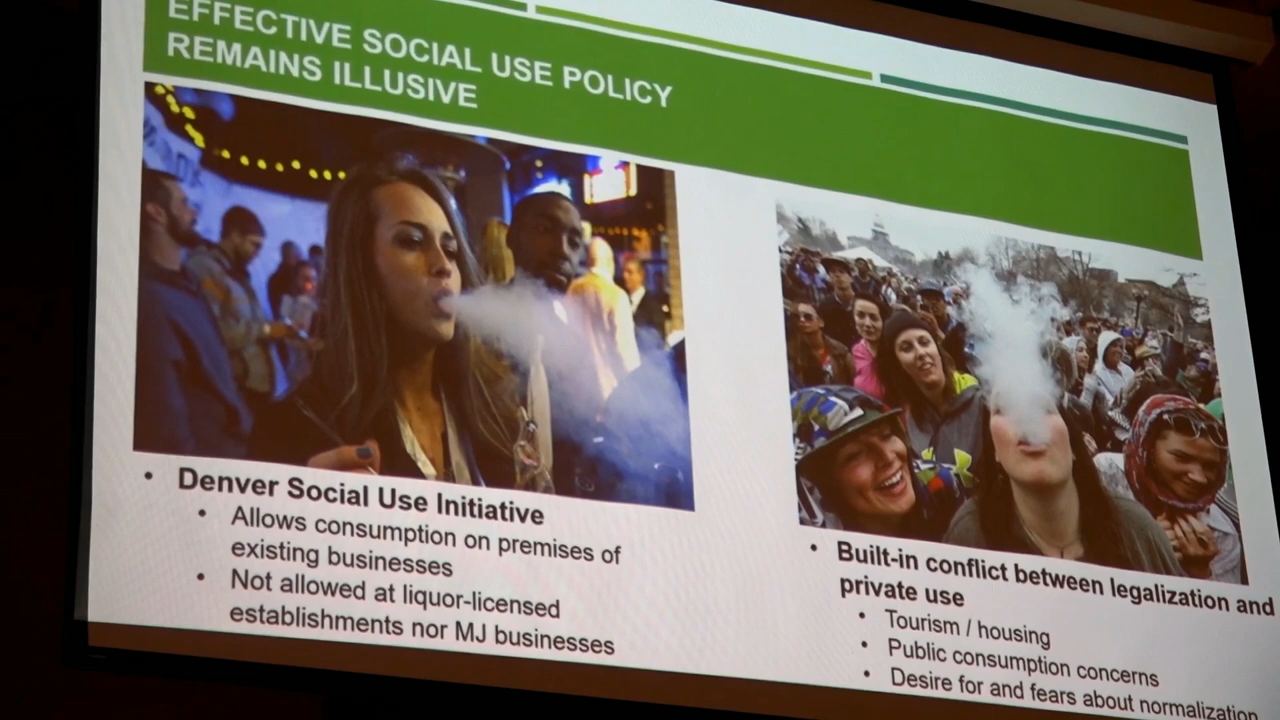 EFFECTIVE SOCIAL USE POLICY
REMAINS ILLUSIVE
• Denver Social Use Initiative
• Allows consumption on premises of
existing businesses
• Not allowed at liquor-licensed
establishments nor MJ businesses
• Built-in conflict between legalization and
private use
• Tourism / housing
• Public consumption concerns
• Desire for and fears about normalization